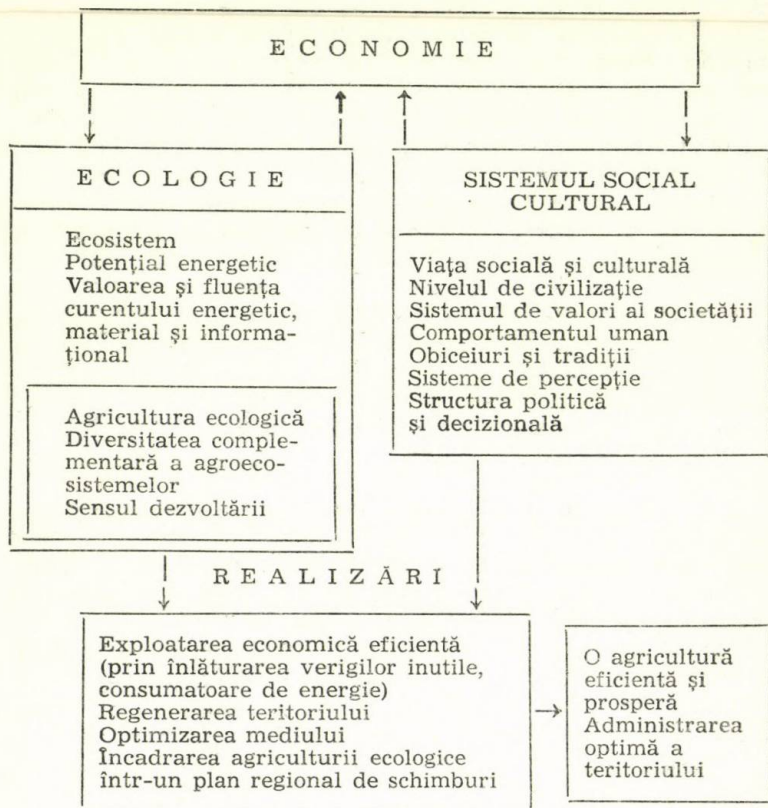 ECONOMIE
ECOLOGIE
Ecosistem
Potențial energetic
Valoarea și fluența
curentului energetic,
material și informa-
țional
Agricultura ecologică
Diversitatea comple-
mentară a agroeco-
sistemelor
Sensul dezvoltării
SISTEMUL SOCIAL
CULTURAL
Viața socială și culturală
Nivelul de civilizație
Sistemul de valori al societății
Comportamentul uman
Obiceiuri și tradiții
Sisteme de percepție
Structura politică
și decizională
REALIZĂRI
Exploatarea economică eficientă
(prin înlăturarea verigilor inutile,
consumatoare de energie)
Regenerarea teritoriului
Optimizarea mediului
Încadrarea agriculturii ecologice
într-un plan regional de schimburi
O agricultură
eficientă și
prosperă
Administrarea
optimă a
teritoriului